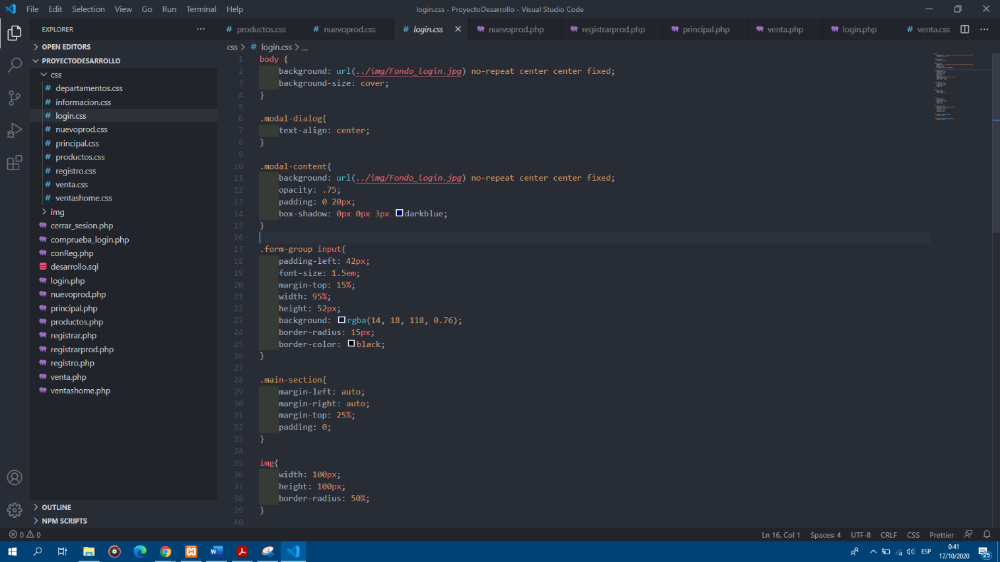 File Edit Selection View Go Run Terminal Help
login.css - ProyectoDesarrollo - Visual Studio Code
EXPLORER
OPEN EDITORS
PROYECTODESARROLLO
css
# departamentos.css
# informacion.css
# login.css
# nuevoprod.css
# principal.css
# productos.css
# registro.css
# venta.css
# ventashome.css
img
cerrar_sesion.php
comprueba_login.php
conReg.php
desarrollo.sql
login.php
nuevoprod.php
principal.php
productos.php
registrar.php
registrarprod.php
registro.php
venta.php
ventashome.php
OUTLINE
NPM SCRIPTS
# productos.css # nuevoprod.css # login.css nuevoprod.php registrarprod.php principal.php venta.php login.php # venta.css
css > # login.css > ...
1 body {
2 background: url(../img/Fondo_login.jpg) no-repeat center center fixed;
3 background-size: cover;
4 }
5
6 .modal-dialog{
7 text-align: center;
8 }
9
10 .modal-content{
11 background: url(../img/Fondo_login.jpg) no-repeat center center fixed;
12 opacity: .75;
13 padding: 0 20px;
14 box-shadow: 0px 0px 3px darkblue;
15 }
16
17 .form-group input{
18 padding-left: 42px;
19 font-size: 1.5em;
20 margin-top: 15%;
21 width: 95%;
22 height: 52px;
23 background: rgba(14, 18, 118, 0.76);
24 border-radius: 15px;
25 border-color: black;
26 }
27
28 .main-section{
29 margin-left: auto;
30 margin-right: auto;
31 margin-top: 25%;
32 padding: 0;
33 }
34
35 img{
36 width: 100px;
37 height: 100px;
38 border-radius: 50%;
39 }
40
0 0
Ln 16, Col 1 Spaces: 4 UTF-8 CRLF CSS Prettier
ESP
0:41
17/10/2020
25